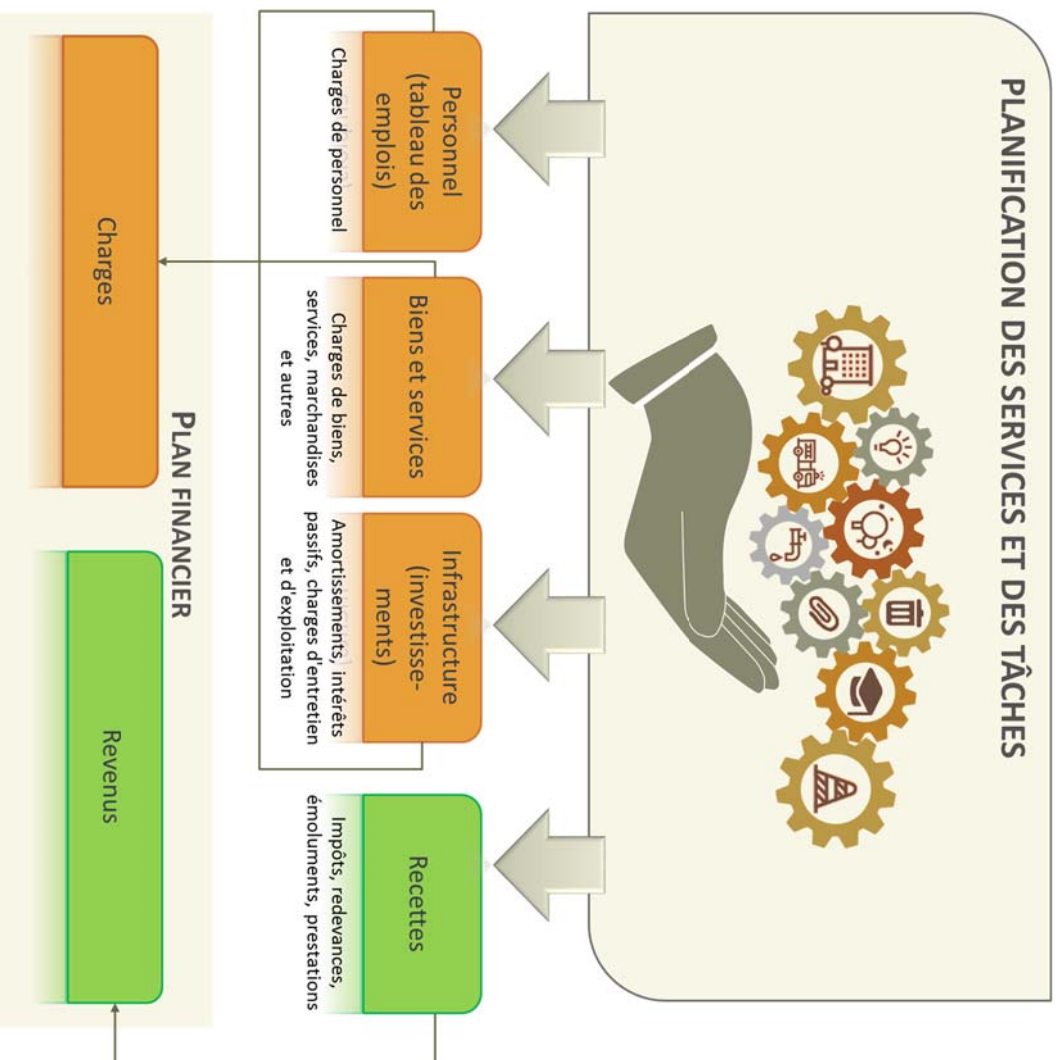 PLANIFICATION DES SERVICES ET DES TÂCHES
Personnel
(tableau des
emplois)
Charges de personnel
Biens et services
Charges de biens,
services, marchandises
et autres
Infrastructure
(investisse-
ments)
Amortissements, intérêts
passifs, charges d'entretien
et d'exploitation
Recettes
Impôts, redevances,
émoluments, prestations
PLAN FINANCIER
Charges
Revenus